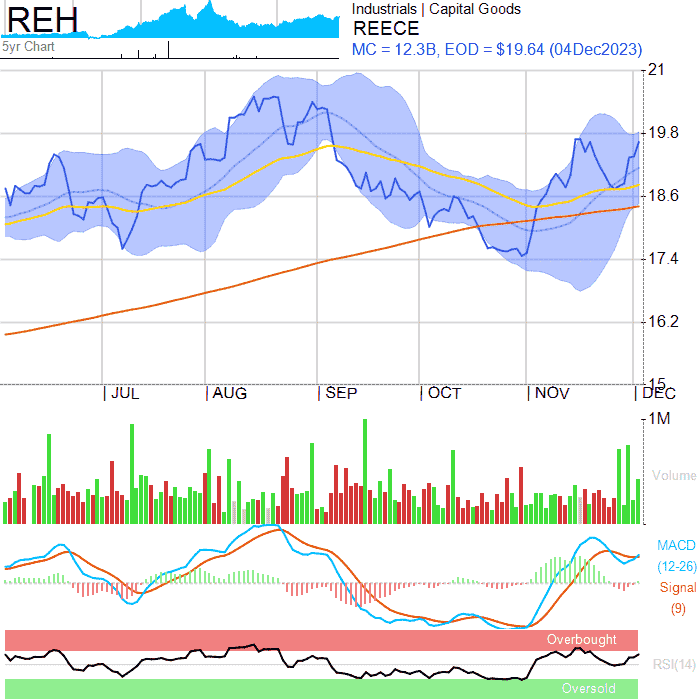 REH
5yr Chart
Industrials | Capital Goods
REECE
MC = 12.3B, EOD = $19.64 (04Dec2023)
21
19.8
18.6
17.4
16.2
15
JUL
AUG
SEP
OCT
NOV
DEC
1M
Volume
MACD
(12-26)
Signal
(9)
Overbought
RSI(14)
Oversold